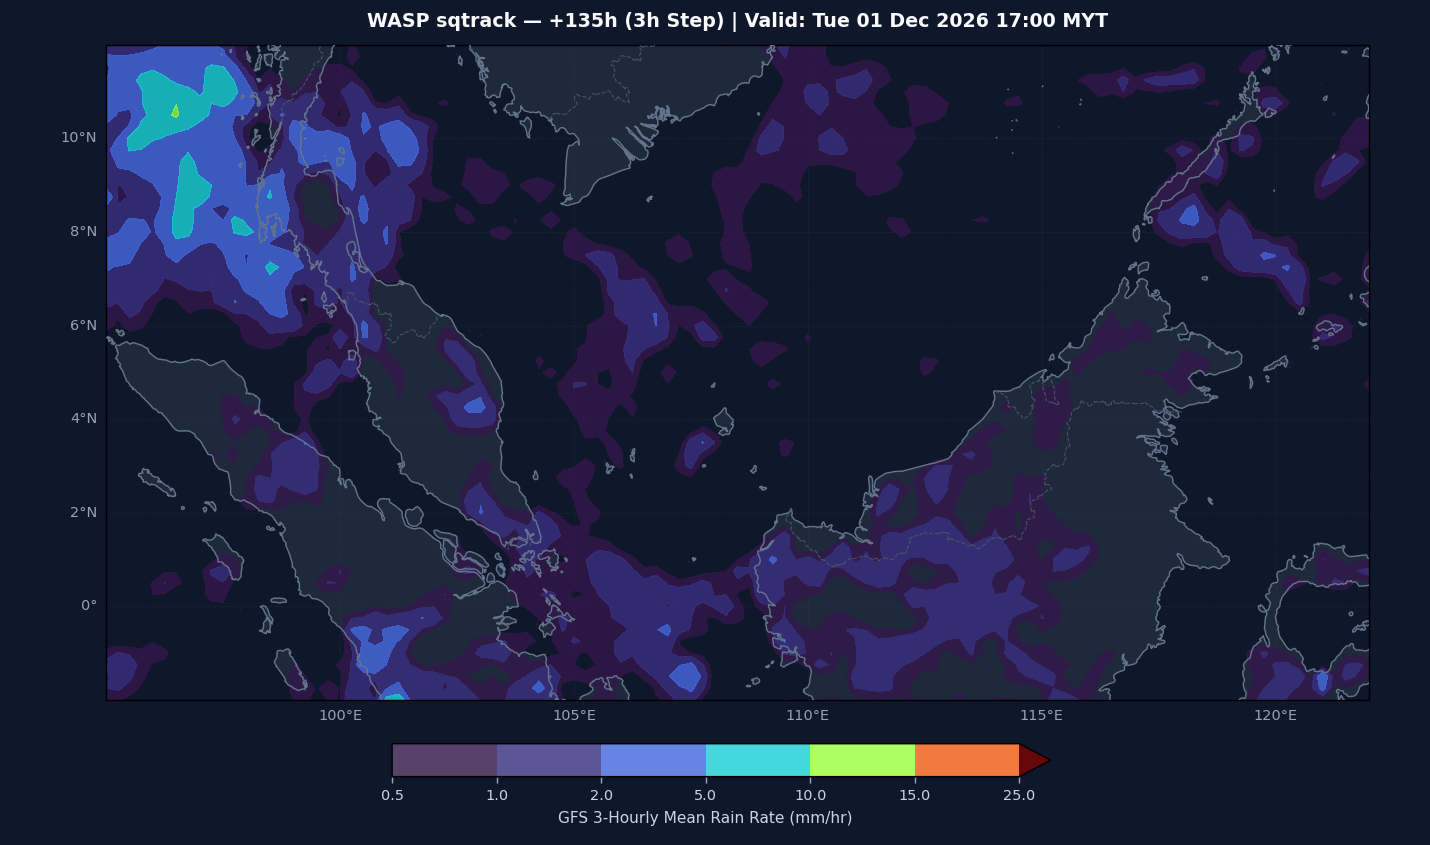 WASP sqtrack — +135h (3h Step) | Valid: Tue 01 Dec 2026 17:00 MYT
10°N
8°N
6°N
4°N
2°N
0°
100°E 105°E 110°E 115°E 120°E
0.5 1.0 2.0 5.0 10.0 15.0 25.0
GFS 3-Hourly Mean Rain Rate (mm/hr)